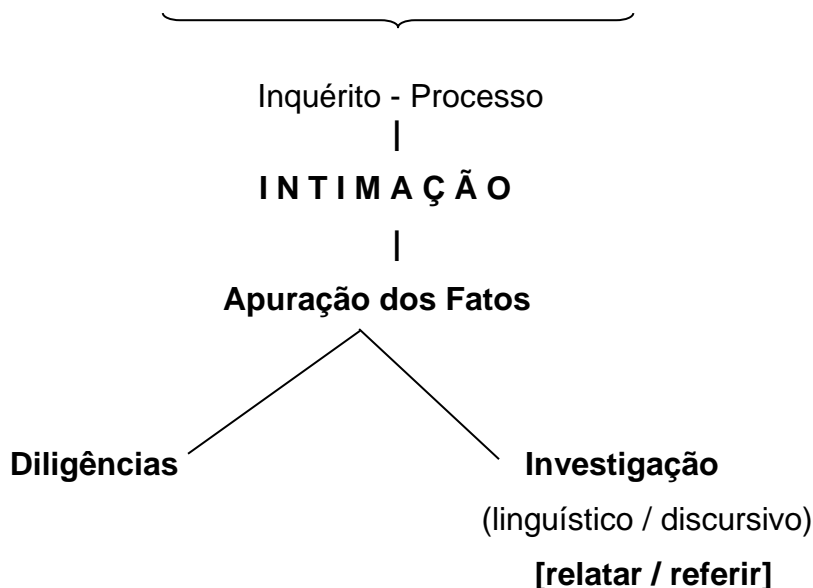 Inquérito - Processo
I N T I M A Ç Ã O
Apuração dos Fatos
Diligências Investigação
(linguístico / discursivo)
[relatar / referir]